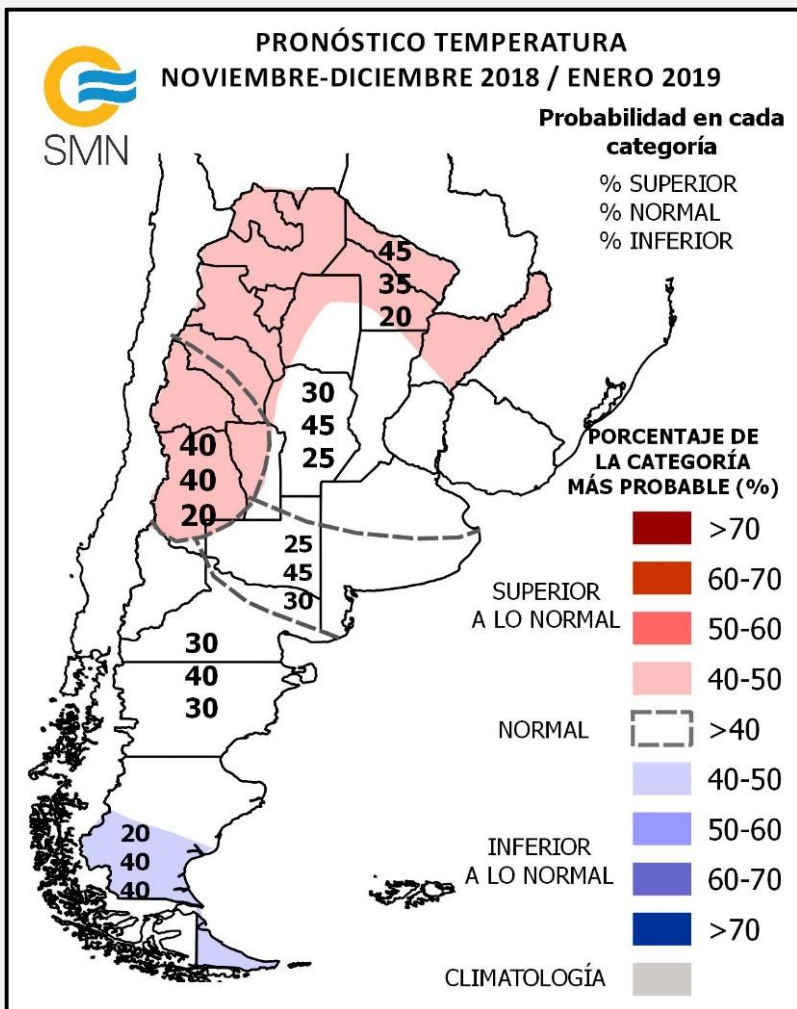 PRONÓSTICO TEMPERATURA
NOVIEMBRE-DICIEMBRE 2018 / ENERO 2019
SMN
Probabilidad en cada
categoría
% SUPERIOR
% NORMAL
% INFERIOR
45
35
20
30
45
25
40
40
20
25
45
30
30
40
30
20
40
40
PORCENTAJE DE
LA CATEGORÍA
MÁS PROBABLE (%)
>70
60-70
SUPERIOR
A LO NORMAL
50-60
40-50
NORMAL
>40
40-50
50-60
INFERIOR
A LO NORMAL
60-70
>70
CLIMATOLOGÍA